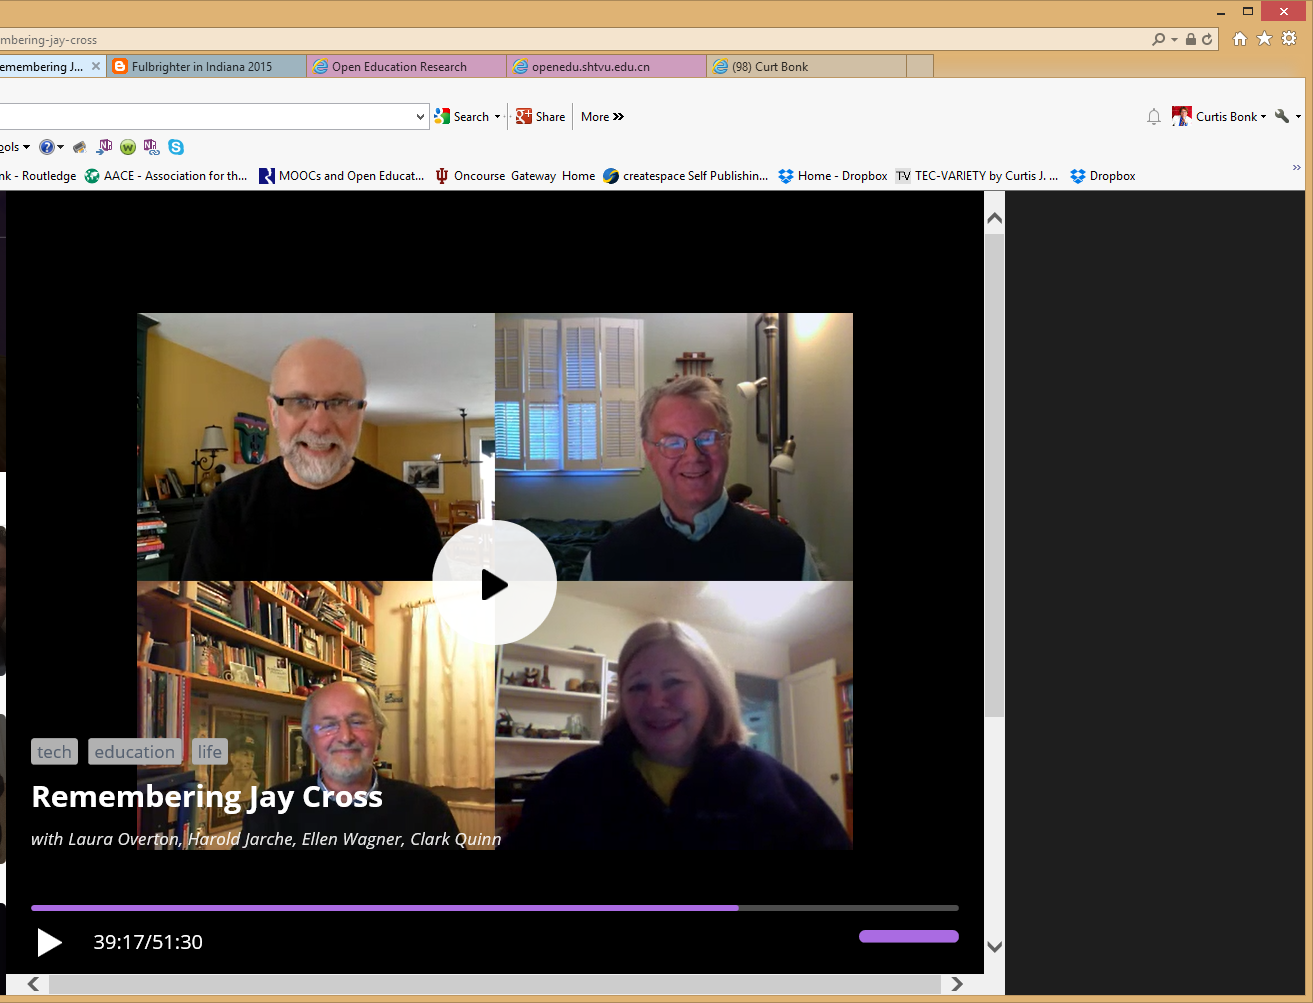 mbering-jay-cross
emembering J...
Fulbrighter in Indiana 2015
Open Education Research
openedu.shtvu.edu.cn
(98) Curt Bonk
Search
Share
More
Curtis Bonk
ools
nk - Routledge
AACE - Association for th...
MOOCs and Open Educat...
Oncourse
Gateway
Home
createspace Self Publishin...
Home - Dropbox
TV
TEC-VARIETY by Curtis J. ...
Dropbox
tech
education
life
Remembering Jay Cross
with Laura Overton, Harold Jarche, Ellen Wagner, Clark Quinn
39:17/51:30